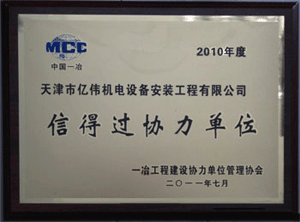 MCC
2010年度
中国一冶
天津市亿伟机电设备安装工程有限公司
信得过协力单位
一冶工程建设协力单位管理协会
二〇一一年七月